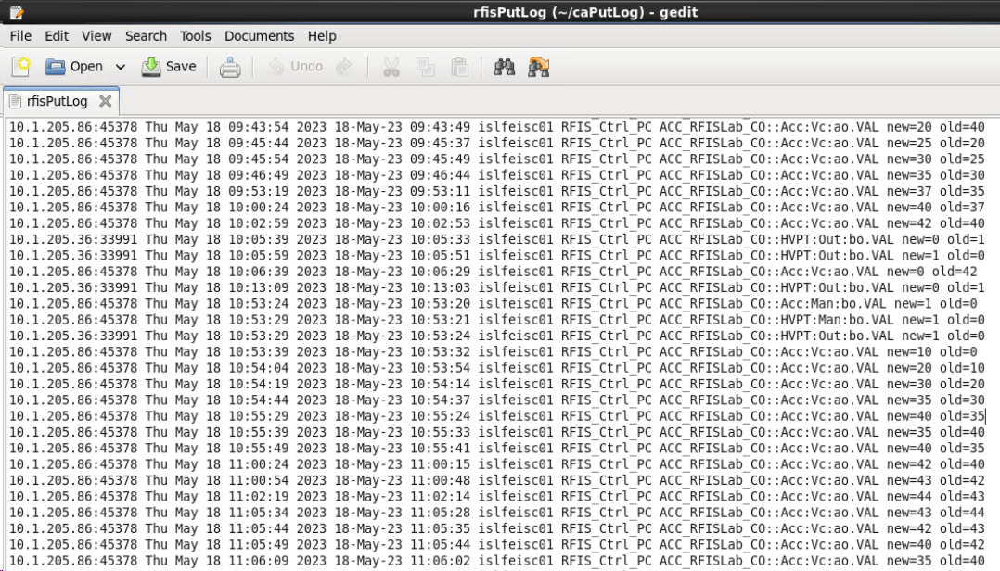 rfisPutLog (~/caPutLog) - gedit
File Edit View Search Tools Documents Help
Open Save Undo
rfisPutLog
10.1.205.86:45378 Thu May 18 09:43:54 2023 18-May-23 09:43:49 islfeisc01 RFIS_Ctrl_PC ACC_RFISLab_CO::Acc:Vc:ao.VAL new=20 old=40
10.1.205.86:45378 Thu May 18 09:45:44 2023 18-May-23 09:45:37 islfeisc01 RFIS_Ctrl_PC ACC_RFISLab_CO::Acc:Vc:ao.VAL new=25 old=20
10.1.205.86:45378 Thu May 18 09:45:54 2023 18-May-23 09:45:49 islfeisc01 RFIS_Ctrl_PC ACC_RFISLab_CO::Acc:Vc:ao.VAL new=30 old=25
10.1.205.86:45378 Thu May 18 09:46:49 2023 18-May-23 09:46:44 islfeisc01 RFIS_Ctrl_PC ACC_RFISLab_CO::Acc:Vc:ao.VAL new=35 old=30
10.1.205.86:45378 Thu May 18 09:53:19 2023 18-May-23 09:53:11 islfeisc01 RFIS_Ctrl_PC ACC_RFISLab_CO::Acc:Vc:ao.VAL new=37 old=35
10.1.205.86:45378 Thu May 18 10:00:24 2023 18-May-23 10:00:16 islfeisc01 RFIS_Ctrl_PC ACC_RFISLab_CO::Acc:Vc:ao.VAL new=40 old=37
10.1.205.86:45378 Thu May 18 10:02:59 2023 18-May-23 10:02:53 islfeisc01 RFIS_Ctrl_PC ACC_RFISLab_CO::Acc:Vc:ao.VAL new=42 old=40
10.1.205.36:33991 Thu May 18 10:05:39 2023 18-May-23 10:05:33 islfeisc01 RFIS_Ctrl_PC ACC_RFISLab_CO::HVPT:Out:bo.VAL new=0 old=1
10.1.205.36:33991 Thu May 18 10:05:59 2023 18-May-23 10:05:51 islfeisc01 RFIS_Ctrl_PC ACC_RFISLab_CO::HVPT:Out:bo.VAL new=1 old=0
10.1.205.86:45378 Thu May 18 10:06:39 2023 18-May-23 10:06:29 islfeisc01 RFIS_Ctrl_PC ACC_RFISLab_CO::Acc:Vc:ao.VAL new=0 old=42
10.1.205.36:33991 Thu May 18 10:13:09 2023 18-May-23 10:13:03 islfeisc01 RFIS_Ctrl_PC ACC_RFISLab_CO::HVPT:Out:bo.VAL new=0 old=1
10.1.205.86:45378 Thu May 18 10:53:24 2023 18-May-23 10:53:20 islfeisc01 RFIS_Ctrl_PC ACC_RFISLab_CO::Acc:Man:bo.VAL new=1 old=0
10.1.205.86:45378 Thu May 18 10:53:29 2023 18-May-23 10:53:21 islfeisc01 RFIS_Ctrl_PC ACC_RFISLab_CO::HVPT:Man:bo.VAL new=1 old=0
10.1.205.36:33991 Thu May 18 10:53:29 2023 18-May-23 10:53:24 islfeisc01 RFIS_Ctrl_PC ACC_RFISLab_CO::HVPT:Out:bo.VAL new=1 old=0
10.1.205.86:45378 Thu May 18 10:53:39 2023 18-May-23 10:53:32 islfeisc01 RFIS_Ctrl_PC ACC_RFISLab_CO::Acc:Vc:ao.VAL new=10 old=0
10.1.205.86:45378 Thu May 18 10:54:04 2023 18-May-23 10:53:54 islfeisc01 RFIS_Ctrl_PC ACC_RFISLab_CO::Acc:Vc:ao.VAL new=20 old=10
10.1.205.86:45378 Thu May 18 10:54:19 2023 18-May-23 10:54:14 islfeisc01 RFIS_Ctrl_PC ACC_RFISLab_CO::Acc:Vc:ao.VAL new=30 old=20
10.1.205.86:45378 Thu May 18 10:54:44 2023 18-May-23 10:54:37 islfeisc01 RFIS_Ctrl_PC ACC_RFISLab_CO::Acc:Vc:ao.VAL new=35 old=30
10.1.205.86:45378 Thu May 18 10:55:29 2023 18-May-23 10:55:24 islfeisc01 RFIS_Ctrl_PC ACC_RFISLab_CO::Acc:Vc:ao.VAL new=40 old=35
10.1.205.86:45378 Thu May 18 10:55:39 2023 18-May-23 10:55:33 islfeisc01 RFIS_Ctrl_PC ACC_RFISLab_CO::Acc:Vc:ao.VAL new=35 old=40
10.1.205.86:45378 Thu May 18 10:55:49 2023 18-May-23 10:55:41 islfeisc01 RFIS_Ctrl_PC ACC_RFISLab_CO::Acc:Vc:ao.VAL new=40 old=35
10.1.205.86:45378 Thu May 18 11:00:24 2023 18-May-23 11:00:15 islfeisc01 RFIS_Ctrl_PC ACC_RFISLab_CO::Acc:Vc:ao.VAL new=42 old=40
10.1.205.86:45378 Thu May 18 11:00:54 2023 18-May-23 11:00:48 islfeisc01 RFIS_Ctrl_PC ACC_RFISLab_CO::Acc:Vc:ao.VAL new=43 old=42
10.1.205.86:45378 Thu May 18 11:02:19 2023 18-May-23 11:02:14 islfeisc01 RFIS_Ctrl_PC ACC_RFISLab_CO::Acc:Vc:ao.VAL new=44 old=43
10.1.205.86:45378 Thu May 18 11:05:34 2023 18-May-23 11:05:28 islfeisc01 RFIS_Ctrl_PC ACC_RFISLab_CO::Acc:Vc:ao.VAL new=43 old=44
10.1.205.86:45378 Thu May 18 11:05:44 2023 18-May-23 11:05:35 islfeisc01 RFIS_Ctrl_PC ACC_RFISLab_CO::Acc:Vc:ao.VAL new=42 old=43
10.1.205.86:45378 Thu May 18 11:05:49 2023 18-May-23 11:05:44 islfeisc01 RFIS_Ctrl_PC ACC_RFISLab_CO::Acc:Vc:ao.VAL new=40 old=42
10.1.205.86:45378 Thu May 18 11:06:09 2023 18-May-23 11:06:02 islfeisc01 RFIS_Ctrl_PC ACC_RFISLab_CO::Acc:Vc:ao.VAL new=0 old=40